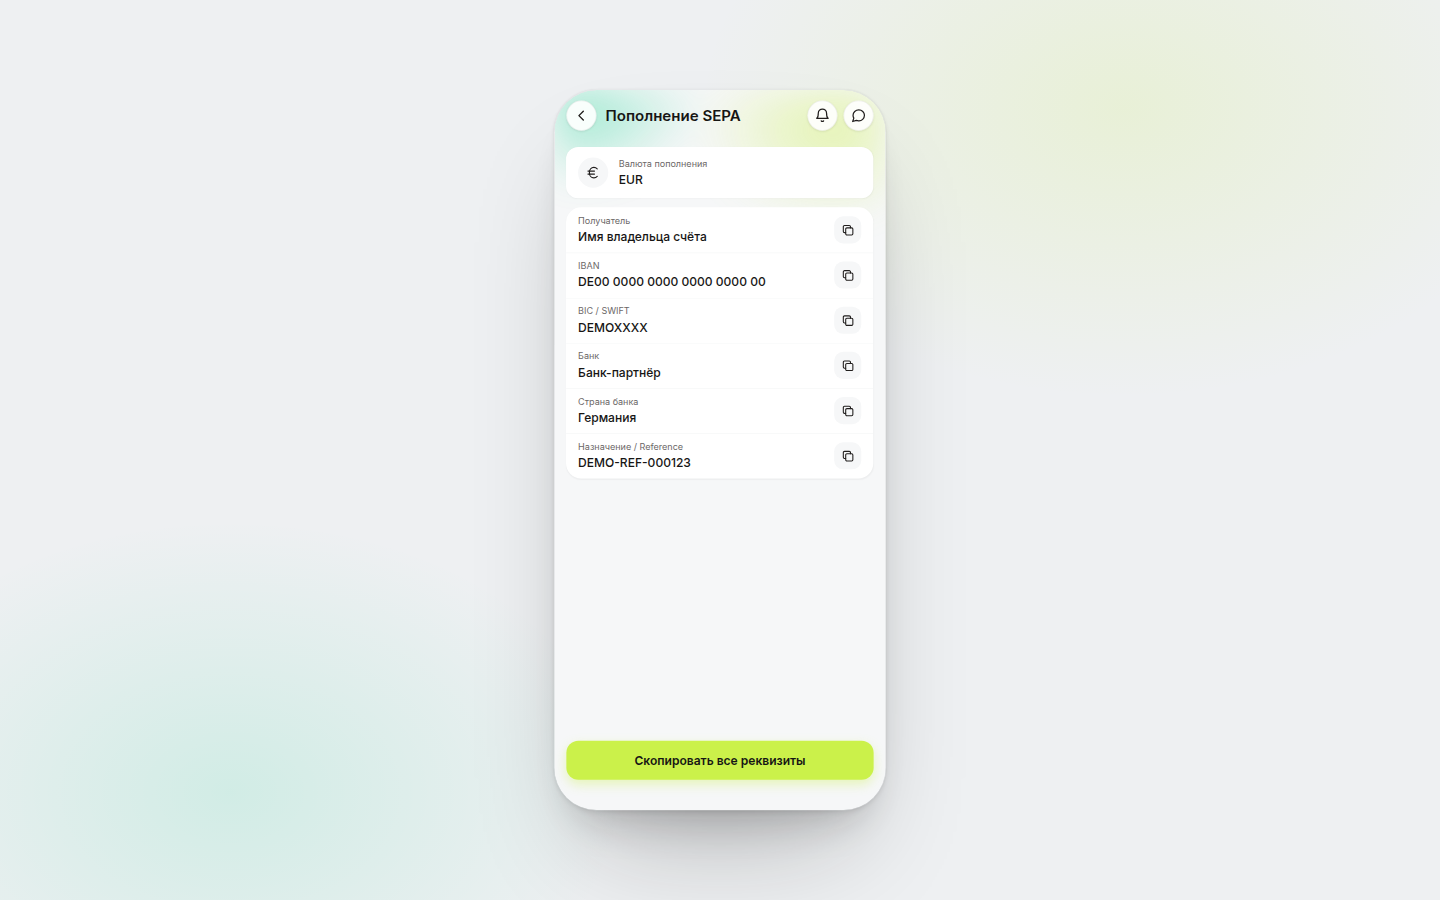 Пополнение SEPA
Валюта пополнения
EUR
Получатель
Имя владельца счёта
IBAN
DE00 0000 0000 0000 0000 00
BIC / SWIFT
DEMOXXXX
Банк
Банк-партнёр
Страна банка
Германия
Назначение / Reference
DEMO-REF-000123
Скопировать все реквизиты